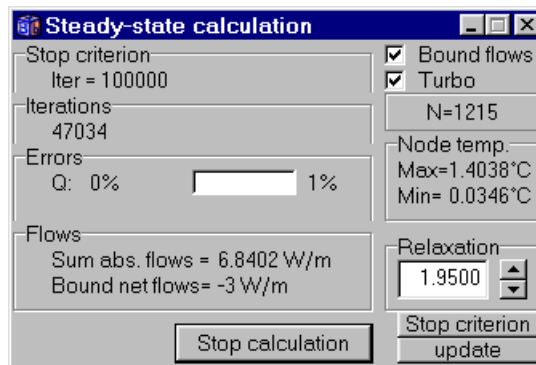 Steady-state calculation
Stop criterion
Iter = 100000
Iterations
47034
Errors
Q: 0% 1%
Flows
Sum abs. flows = 6.8402 W/m
Bound net flows= -3 W/m
Stop calculation
Bound flows
Turbo
N=1215
Node temp.
Max=1.4038°C
Min= 0.0346°C
Relaxation
1.9500
Stop criterion
update